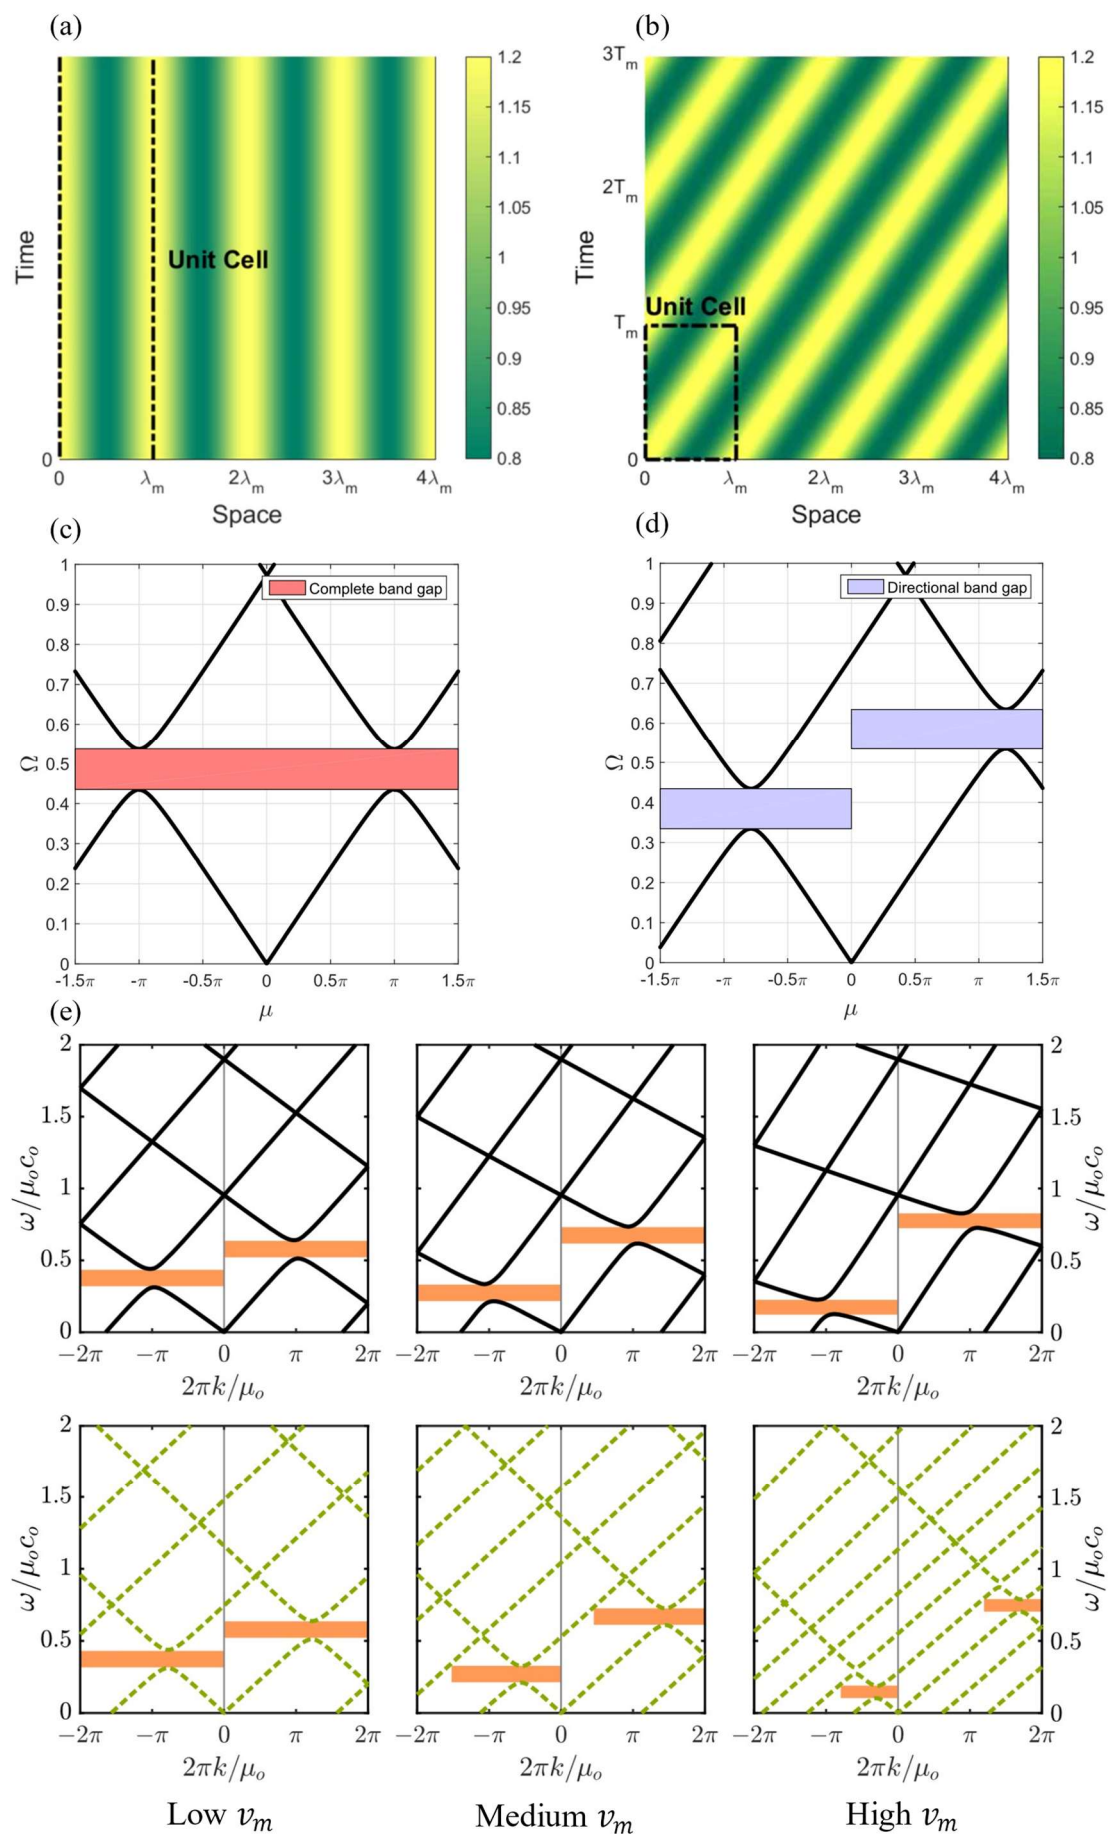 (a)
(b)
3Tₘ
2Tₘ
Tₘ
0
Time
Unit Cell
0 λₘ 2λₘ 3λₘ 4λₘ
Space
1.2
1.15
1.1
1.05
1
0.95
0.9
0.85
0.8
Time
Unit Cell
0
0 λₘ 2λₘ 3λₘ 4λₘ
Space
1.2
1.15
1.1
1.05
1
0.95
0.9
0.85
0.8
(c)
(d)
Complete band gap
1
0.9
0.8
0.7
0.6
0.5
0.4
0.3
0.2
0.1
0
Ω
-1.5π -π -0.5π 0 0.5π π 1.5π
μ
Directional band gap
1
0.9
0.8
0.7
0.6
0.5
0.4
0.3
0.2
0.1
0
Ω
-1.5π -π -0.5π 0 0.5π π 1.5π
μ
(e)
2
1.5
1
0.5
0
ω/μₒcₒ
−2π −π 0 π 2π
2πk/μₒ
−2π −π 0 π 2π
2πk/μₒ
−2π −π 0 π 2π
2πk/μₒ
2
1.5
1
0.5
0
ω/μₒcₒ
2
1.5
1
0.5
0
ω/μₒcₒ
−2π −π 0 π 2π
2πk/μₒ
−2π −π 0 π 2π
2πk/μₒ
−2π −π 0 π 2π
2πk/μₒ
2
1.5
1
0.5
0
ω/μₒcₒ
Low vₘ
Medium vₘ
High vₘ